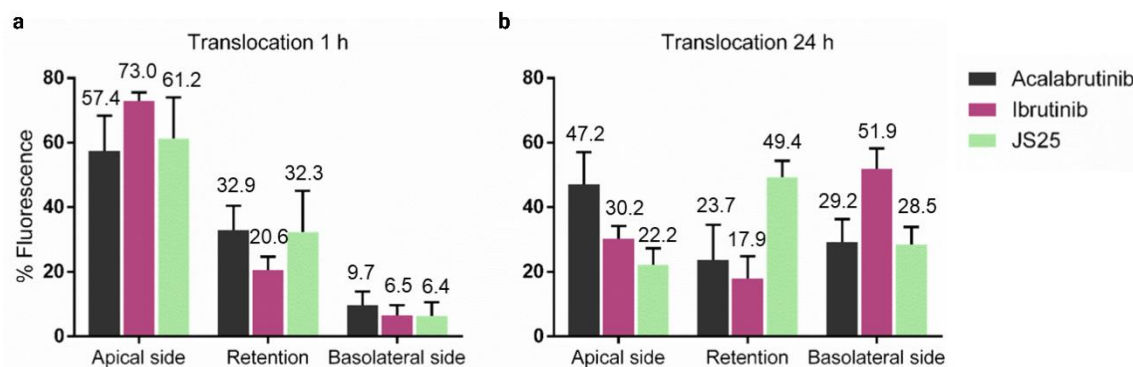 a
Translocation 1 h
% Fluorescence
80
60
40
20
0
57.4
73.0
61.2
32.9
20.6
32.3
9.7
6.5
6.4
Apical side
Retention
Basolateral side
b
Translocation 24 h
80
60
40
20
0
47.2
30.2
22.2
23.7
17.9
49.4
29.2
51.9
28.5
Apical side
Retention
Basolateral side
Acalabrutinib
Ibrutinib
JS25